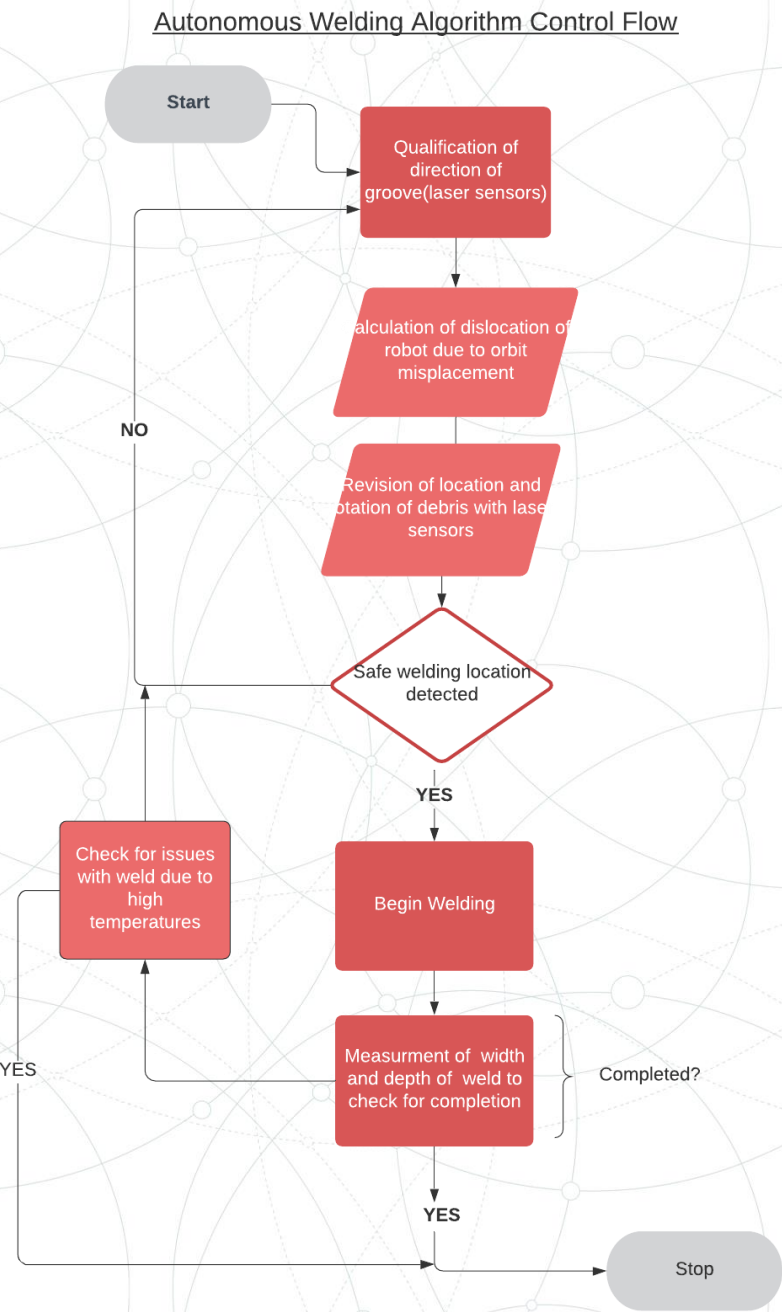 Autonomous Welding Algorithm Control Flow
Start
Qualification of
direction of
groove(laser sensors)
alculation of dislocation of
robot due to orbit
misplacement
Revision of location and
otation of debris with lase
sensors
NO
Safe welding location
detected
YES
Check for issues
with weld due to
high
temperatures
Begin Welding
Measurment of  width
and depth of  weld to
check for completion
Completed?
YES
YES
Stop